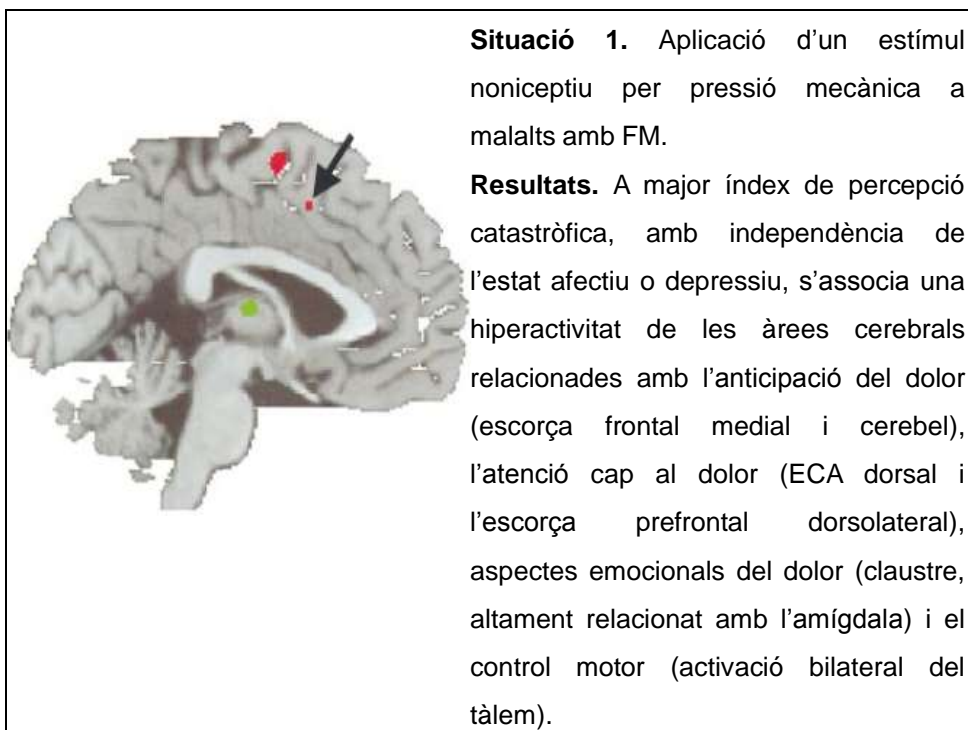 Situació 1. Aplicació d'un estímul
noniceptiu per pressió mecànica a
malalts amb FM.
Resultats. A major índex de percepció
catastròfica, amb independència de
l'estat afectiu o depressiu, s'associa una
hiperactivitat de les àrees cerebrals
relacionades amb l'anticipació del dolor
(escorça frontal medial i cerebel),
l'atenció cap al dolor (ECA dorsal i
l'escorça prefrontal dorsolateral),
aspectes emocionals del dolor (claustre,
altament relacionat amb l'amígdala) i el
control motor (activació bilateral del
tàlem).